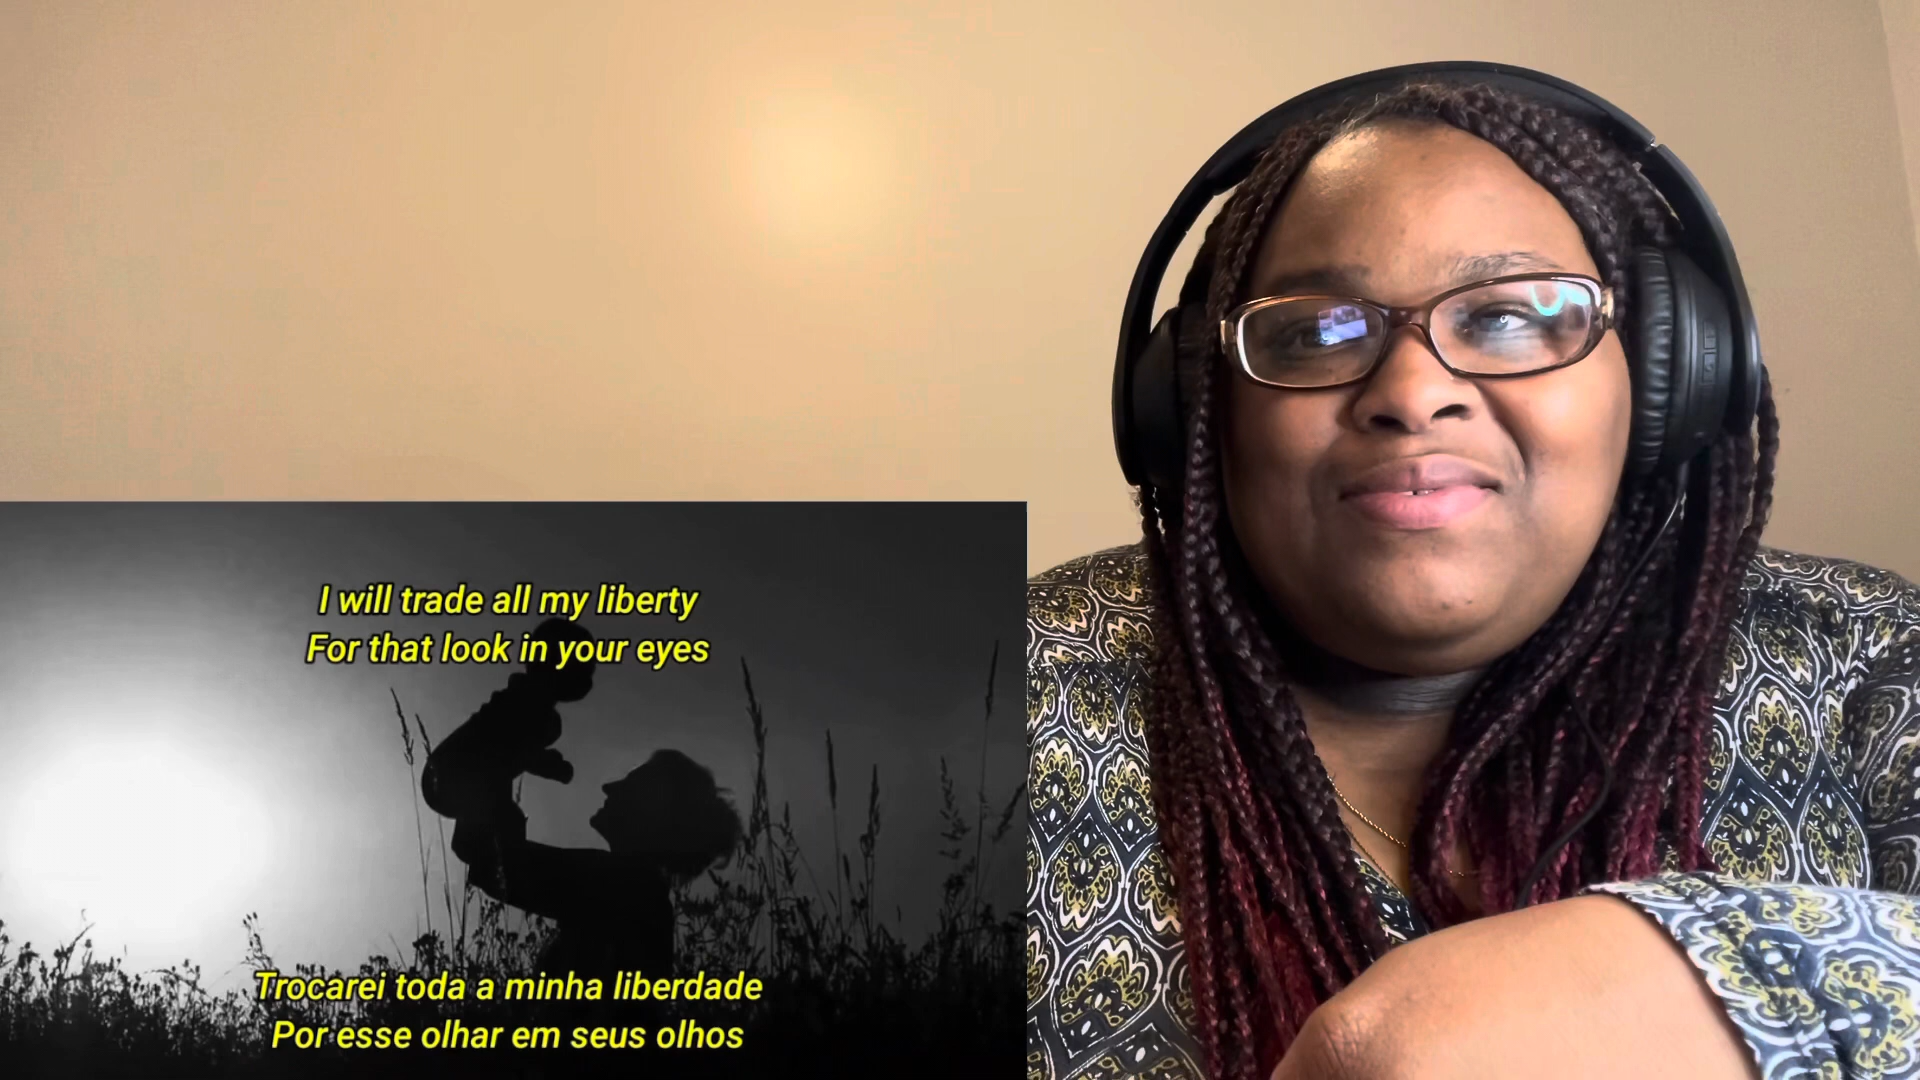 I will trade all my liberty
For that look in your eyes
Trocarei toda a minha liberdade
Por esse olhar em seus olhos